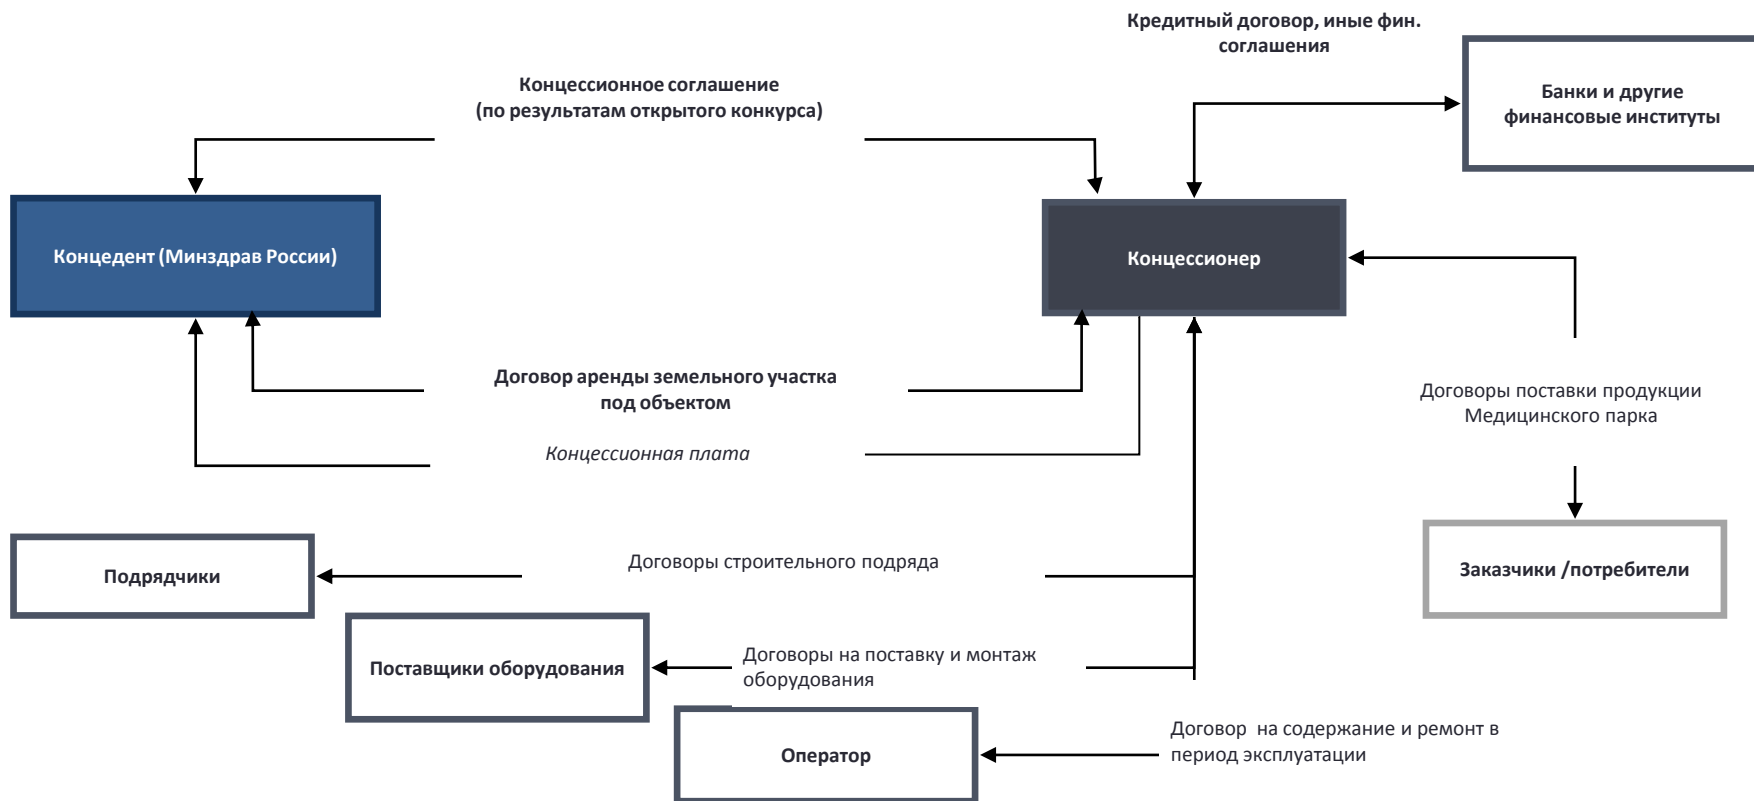 Кредитный договор, иные фин.
соглашения
Концессионное соглашение
(по результатам открытого конкурса)
Банки и другие
финансовые институты
Концедент (Минздрав России)
Концессионер
Договор аренды земельного участка
под объектом
Договоры поставки продукции
Медицинского парка
Концессионная плата
Подрядчики
Договоры строительного подряда
Заказчики /потребители
Поставщики оборудования
Договоры на поставку и монтаж
оборудования
Оператор
Договор на содержание и ремонт в
период эксплуатации